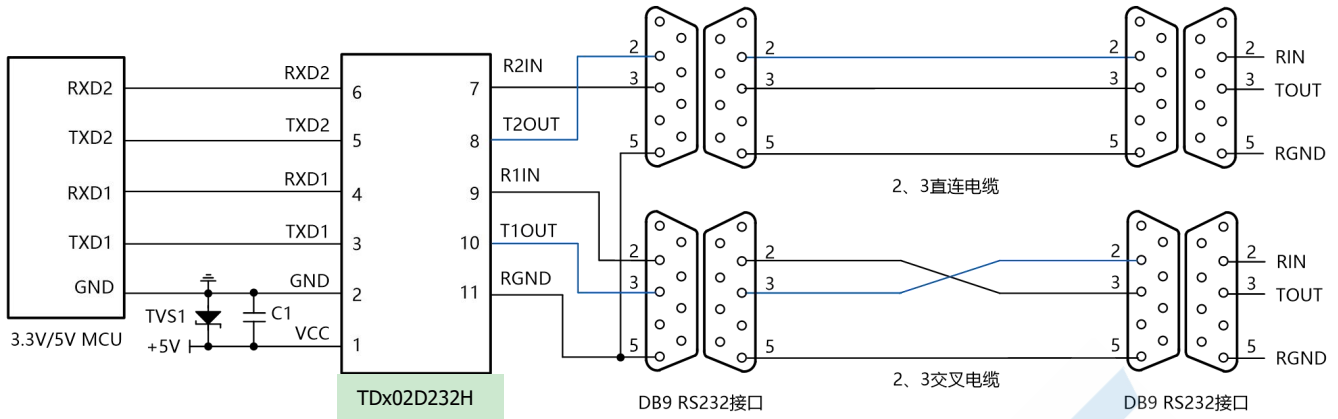 RXD2
TXD2
RXD1
TXD1
GND
3.3V/5V MCU
RXD2
TXD2
RXD1
TXD1
GND
VCC
TVS1
C1
+5V
6
5
4
3
2
1
7
8
9
10
11
TDx02D232H
R2IN
T2OUT
R1IN
T1OUT
RGND
2
3
5
2
3
5
2
3
5
2 RIN
3 TOUT
5 RGND
2、3直连电缆
2
3
5
2
3
5
2
3
5
2 RIN
3 TOUT
5 RGND
2、3交叉电缆
DB9 RS232接口
DB9 RS232接口